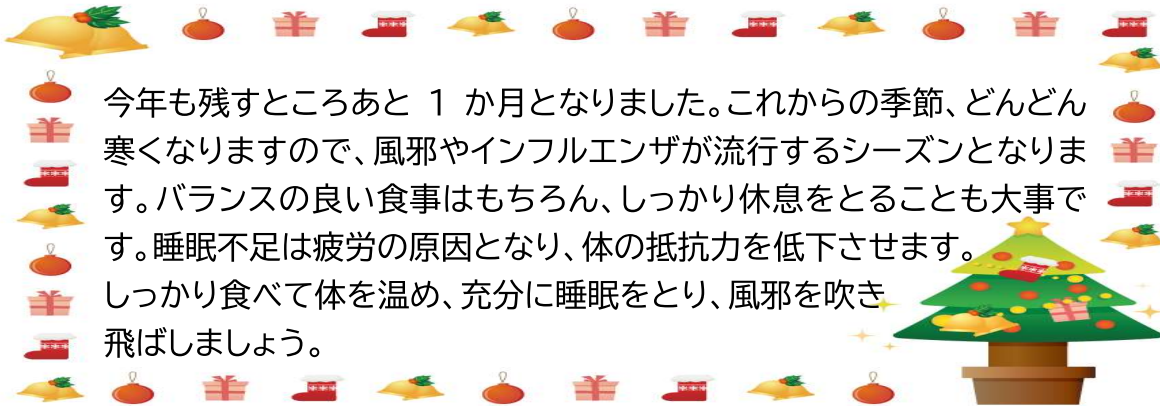 今年も残すところあと 1 か月となりました。これからの季節、どんどん
寒くなりますので、風邪やインフルエンザが流行するシーズンとなりま
す。バランスの良い食事はもちろん、しっかり休息をとることも大事で
す。睡眠不足は疲労の原因となり、体の抵抗力を低下させます。
しっかり食べて体を温め、充分に睡眠をとり、風邪を吹き
飛ばしましょう。